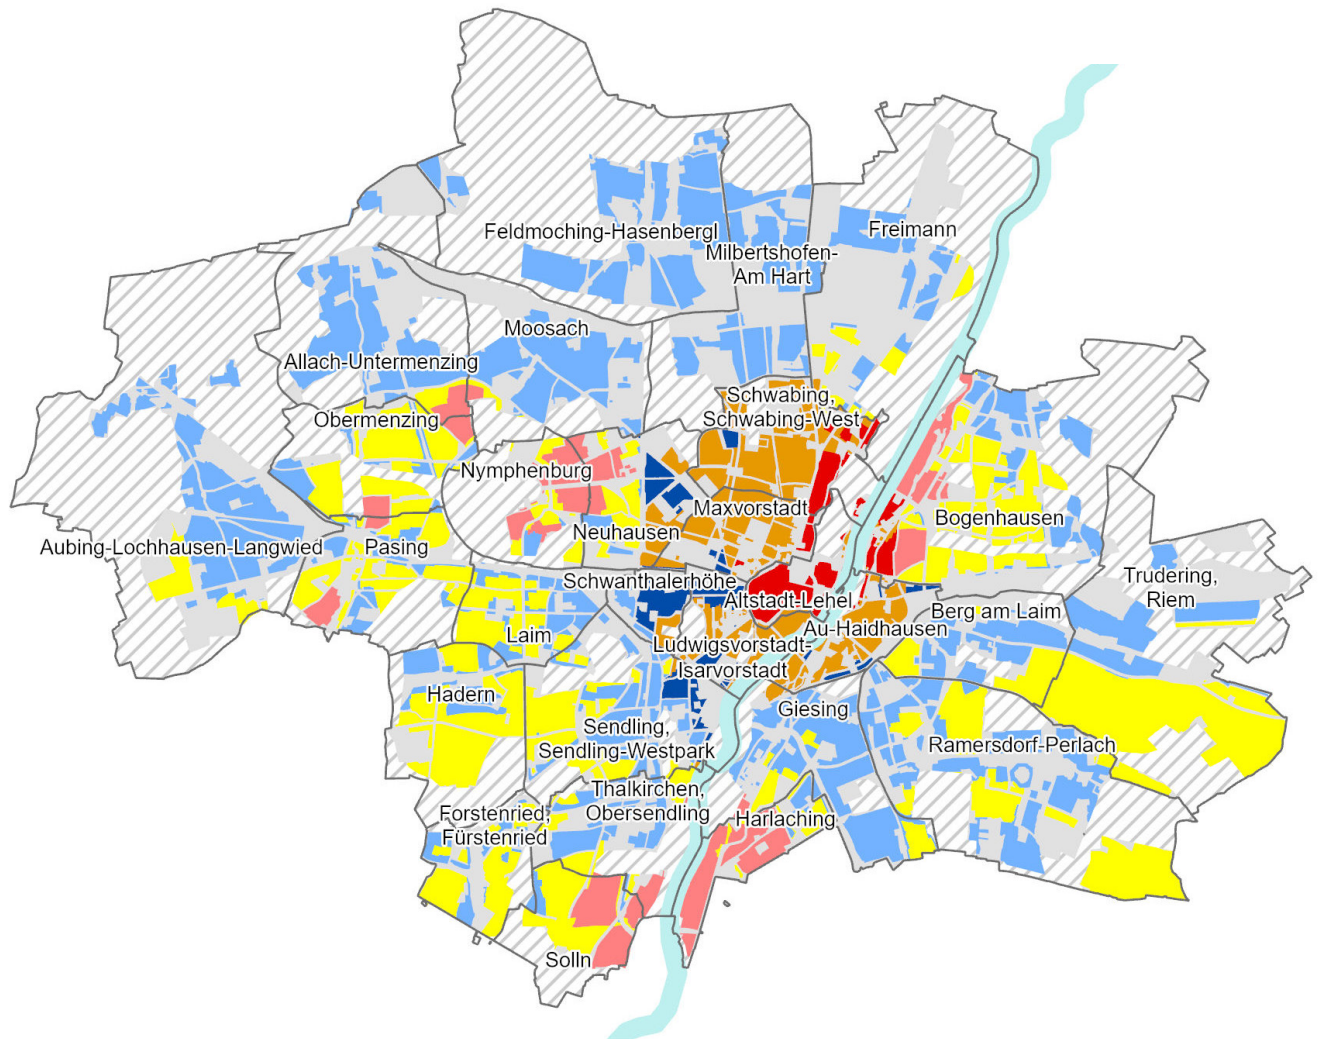 Feldmoching-Hasenbergl
Freimann
Milbertshofen-
Am Hart
Moosach
Allach-Untermenzing
Schwabing,
Schwabing-West
Obermenzing
Nymphenburg
Maxvorstadt
Bogenhausen
Neuhausen
Aubing-Lochhausen-Langwied
Pasing
Schwanthalerhöhe
Trudering,
Riem
Altstadt-Lehel
Berg am Laim
Au-Haidhausen
Laim
Ludwigsvorstadt-
Isarvorstadt
Hadern
Giesing
Sendling,
Sendling-Westpark
Ramersdorf-Perlach
Thalkirchen,
Obersendling
Forstenried,
Fürstenried
Harlaching
Solln